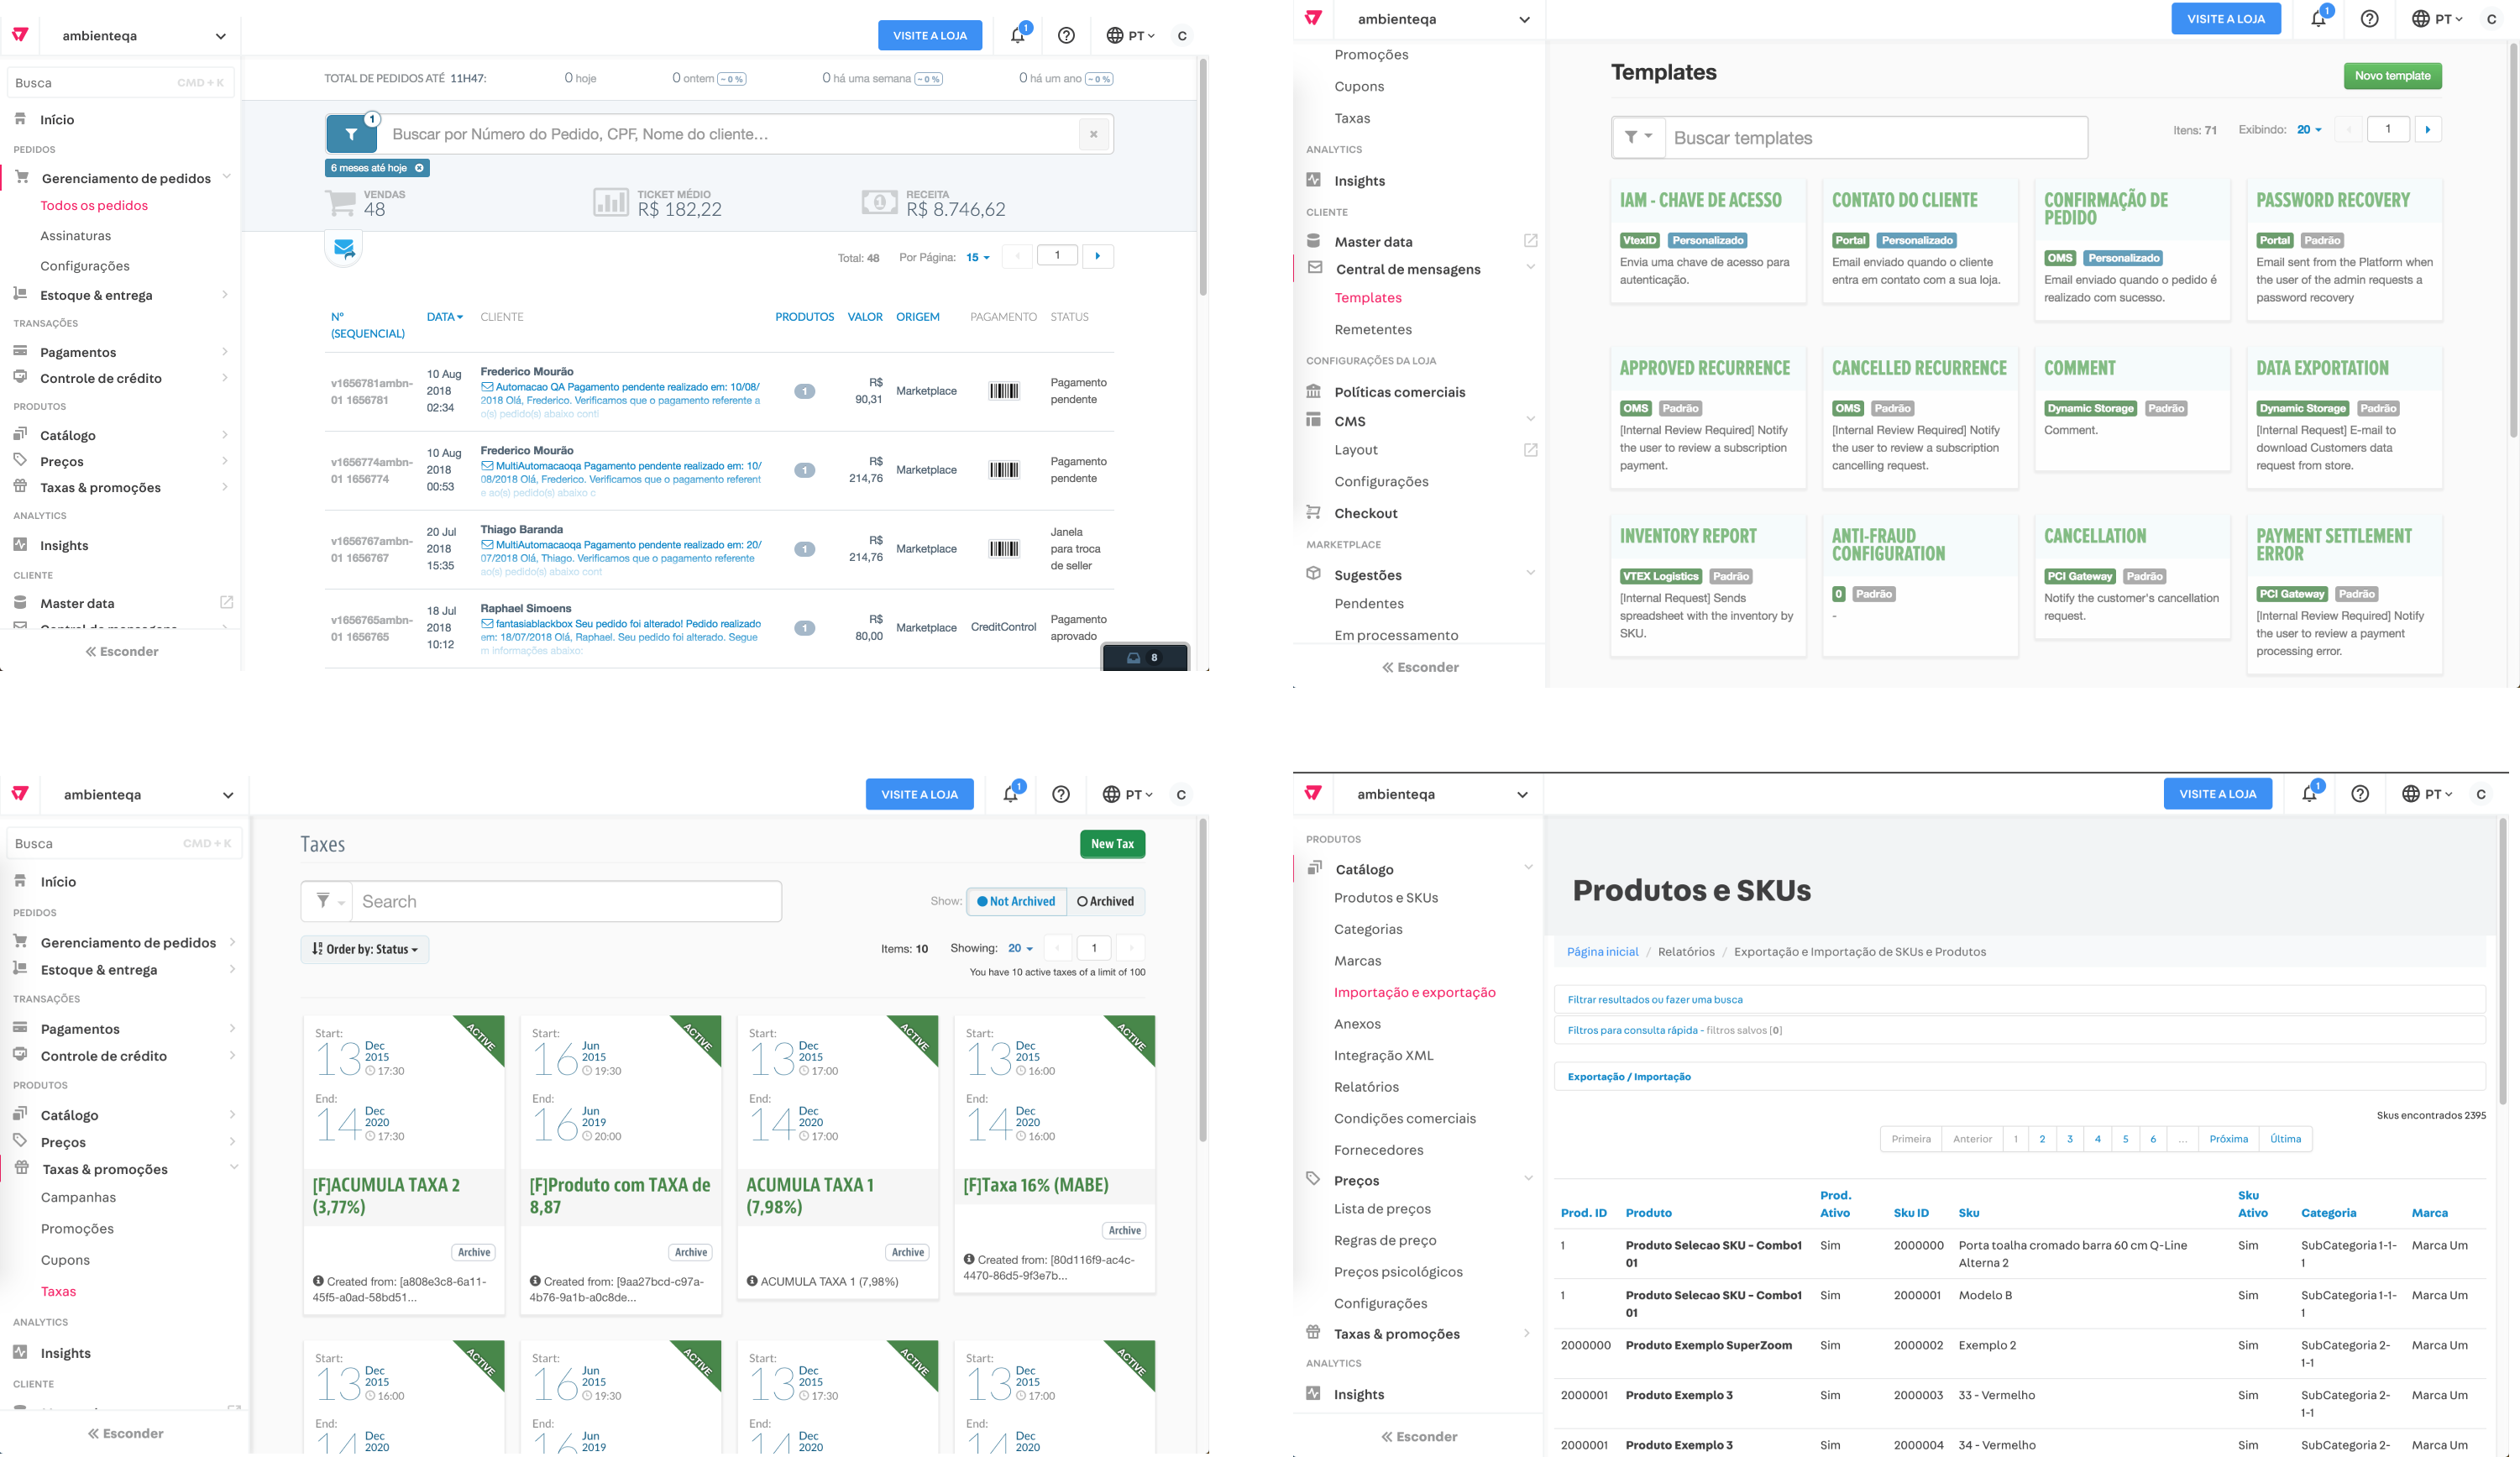 ambienteqa
VISITE A LOJA
1
PT
C
Busca
CMD + K
Início
PEDIDOS
Gerenciamento de pedidos
Todos os pedidos
Assinaturas
Configurações
Estoque & entrega
TRANSAÇÕES
Pagamentos
Controle de crédito
PRODUTOS
Catálogo
Preços
Taxas & promoções
ANALYTICS
Insights
CLIENTE
Master data
Esconder
TOTAL DE PEDIDOS ATÉ 11H47:
0 hoje
0 ontem ~ 0 %
0 há uma semana ~ 0 %
0 há um ano ~ 0 %
1
Buscar por Número do Pedido, CPF, Nome do cliente...
×
6 meses até hoje
VENDAS
48
TICKET MÉDIO
R$ 182,22
RECEITA
R$ 8.746,62
Total: 48 Por Página: 15 1
Nº (SEQUENCIAL) DATA CLIENTE PRODUTOS VALOR ORIGEM PAGAMENTO STATUS
v1656781ambn-
01 1656781
10 Aug
2018
02:34
Frederico Mourão
Automacao QA Pagamento pendente realizado em: 10/08/
2018 Olá, Frederico. Verificamos que o pagamento referente a
o(s) pedido(s) abaixo conti
1
R$
90,31
Marketplace
Pagamento
pendente
v1656774ambn-
01 1656774
10 Aug
2018
00:53
Frederico Mourão
MultiAutomacaoqa Pagamento pendente realizado em: 10/
08/2018 Olá, Frederico. Verificamos que o pagamento referent
e ao(s) pedido(s) abaixo c
1
R$
214,76
Marketplace
Pagamento
pendente
v1656767ambn-
01 1656767
20 Jul
2018
15:35
Thiago Baranda
MultiAutomacaoqa Pagamento pendente realizado em: 20/
07/2018 Olá, Thiago. Verificamos que o pagamento referente
ao(s) pedido(s) abaixo cont
1
R$
214,76
Marketplace
Janela
para troca
de seller
v1656765ambn-
01 1656765
18 Jul
2018
10:12
Raphael Simoens
fantasiablackbox Seu pedido foi alterado! Pedido realizado
em: 18/07/2018 Olá, Raphael. Seu pedido foi alterado. Segue
m informações abaixo:
1
R$
80,00
Marketplace
CreditControl
Pagamento
aprovado
8
ambienteqa
VISITE A LOJA
1
PT
C
Promoções
Cupons
Taxas
ANALYTICS
Insights
CLIENTE
Master data
Central de mensagens
Templates
Remetentes
CONFIGURAÇÕES DA LOJA
Políticas comerciais
CMS
Layout
Configurações
Checkout
MARKETPLACE
Sugestões
Pendentes
Em processamento
Esconder
Templates
Novo template
Buscar templates
Itens: 71 Exibindo: 20 1
IAM - CHAVE DE ACESSO
VtexID Personalizado
Envia uma chave de acesso para
autenticação.
CONTATO DO CLIENTE
Portal Personalizado
Email enviado quando o cliente
entra em contato com a sua loja.
CONFIRMAÇÃO DE
PEDIDO
OMS Personalizado
Email enviado quando o pedido é
realizado com sucesso.
PASSWORD RECOVERY
Portal Padrão
Email sent from the Platform when
the user of the admin requests a
password recovery
APPROVED RECURRENCE
OMS Padrão
[Internal Review Required] Notify
the user to review a subscription
payment.
CANCELLED RECURRENCE
OMS Padrão
[Internal Review Required] Notify
the user to review a subscription
cancelling request.
COMMENT
Dynamic Storage Padrão
Comment.
DATA EXPORTATION
Dynamic Storage Padrão
[Internal Request] E-mail to
download Customers data
request from store.
INVENTORY REPORT
VTEX Logistics Padrão
[Internal Request] Sends
spreadsheet with the inventory by
SKU.
ANTI-FRAUD
CONFIGURATION
0 Padrão
-
CANCELLATION
PCI Gateway Padrão
Notify the customer's cancellation
request.
PAYMENT SETTLEMENT
ERROR
PCI Gateway Padrão
[Internal Review Required] Notify
the user to review a payment
processing error.
ambienteqa
VISITE A LOJA
1
PT
C
Busca
CMD + K
Início
PEDIDOS
Gerenciamento de pedidos
Estoque & entrega
TRANSAÇÕES
Pagamentos
Controle de crédito
PRODUTOS
Catálogo
Preços
Taxas & promoções
Campanhas
Promoções
Cupons
Taxas
ANALYTICS
Insights
CLIENTE
Esconder
Taxes
New Tax
Search
Show: Not Archived Archived
Order by: Status
Items: 10 Showing: 20 1
You have 10 active taxes of a limit of 100
Start:
13 Dec
2015
17:30
ACTIVE
End:
14 Dec
2020
17:30
[F]ACUMULA TAXA 2
(3,77%)
Archive
Created from: [a808e3c8-6a11-
45f5-a0ad-58bd51...
Start:
16 Jun
2015
19:30
ACTIVE
End:
16 Jun
2019
20:00
[F]Produto com TAXA de
8,87
Archive
Created from: [9aa27bcd-c97a-
4b76-9a1b-a0c8de...
Start:
13 Dec
2015
17:00
ACTIVE
End:
14 Dec
2020
17:00
ACUMULA TAXA 1
(7,98%)
Archive
ACUMULA TAXA 1 (7,98%)
Start:
13 Dec
2015
16:00
ACTIVE
End:
14 Dec
2020
16:00
[F]Taxa 16% (MABE)
Archive
Created from: [80d116f9-ac4c-
4470-86d5-9f3e7b...
Start:
13 Dec
2015
16:00
ACTIVE
End:
14 Dec
2020
Start:
16 Jun
2015
19:30
ACTIVE
End:
16 Jun
2019
Start:
13 Dec
2015
17:30
ACTIVE
End:
14 Dec
2020
Start:
13 Dec
2015
17:00
ACTIVE
End:
14 Dec
2020
ambienteqa
VISITE A LOJA
1
PT
C
PRODUTOS
Catálogo
Produtos e SKUs
Categorias
Marcas
Importação e exportação
Anexos
Integração XML
Relatórios
Condições comerciais
Fornecedores
Preços
Lista de preços
Regras de preço
Preços psicológicos
Configurações
Taxas & promoções
ANALYTICS
Insights
Esconder
Produtos e SKUs
Página inicial / Relatórios / Exportação e Importação de SKUs e Produtos
Filtrar resultados ou fazer uma busca
Filtros para consulta rápida - filtros salvos [0]
Exportação / Importação
Skus encontrados 2395
Primeira Anterior 1 2 3 4 5 6 ... Próxima Última
Prod. ID Produto Prod. Ativo Sku ID Sku Sku Ativo Categoria Marca
1 Produto Selecao SKU - Combo1 Sim 2000000 Porta toalha cromado barra 60 cm Q-Line Sim SubCategoria 1-1- Marca Um
01 Alterna 2 1
1 Produto Selecao SKU - Combo1 Sim 2000001 Modelo B Sim SubCategoria 1-1- Marca Um
01 1
2000000 Produto Exemplo SuperZoom Sim 2000002 Exemplo 2 Sim SubCategoria 2- Marca Um
1-1
2000001 Produto Exemplo 3 Sim 2000003 33 - Vermelho Sim SubCategoria 2- Marca Um
1-1
2000001 Produto Exemplo 3 Sim 2000004 34 - Vermelho Sim SubCategoria 2- Marca Um